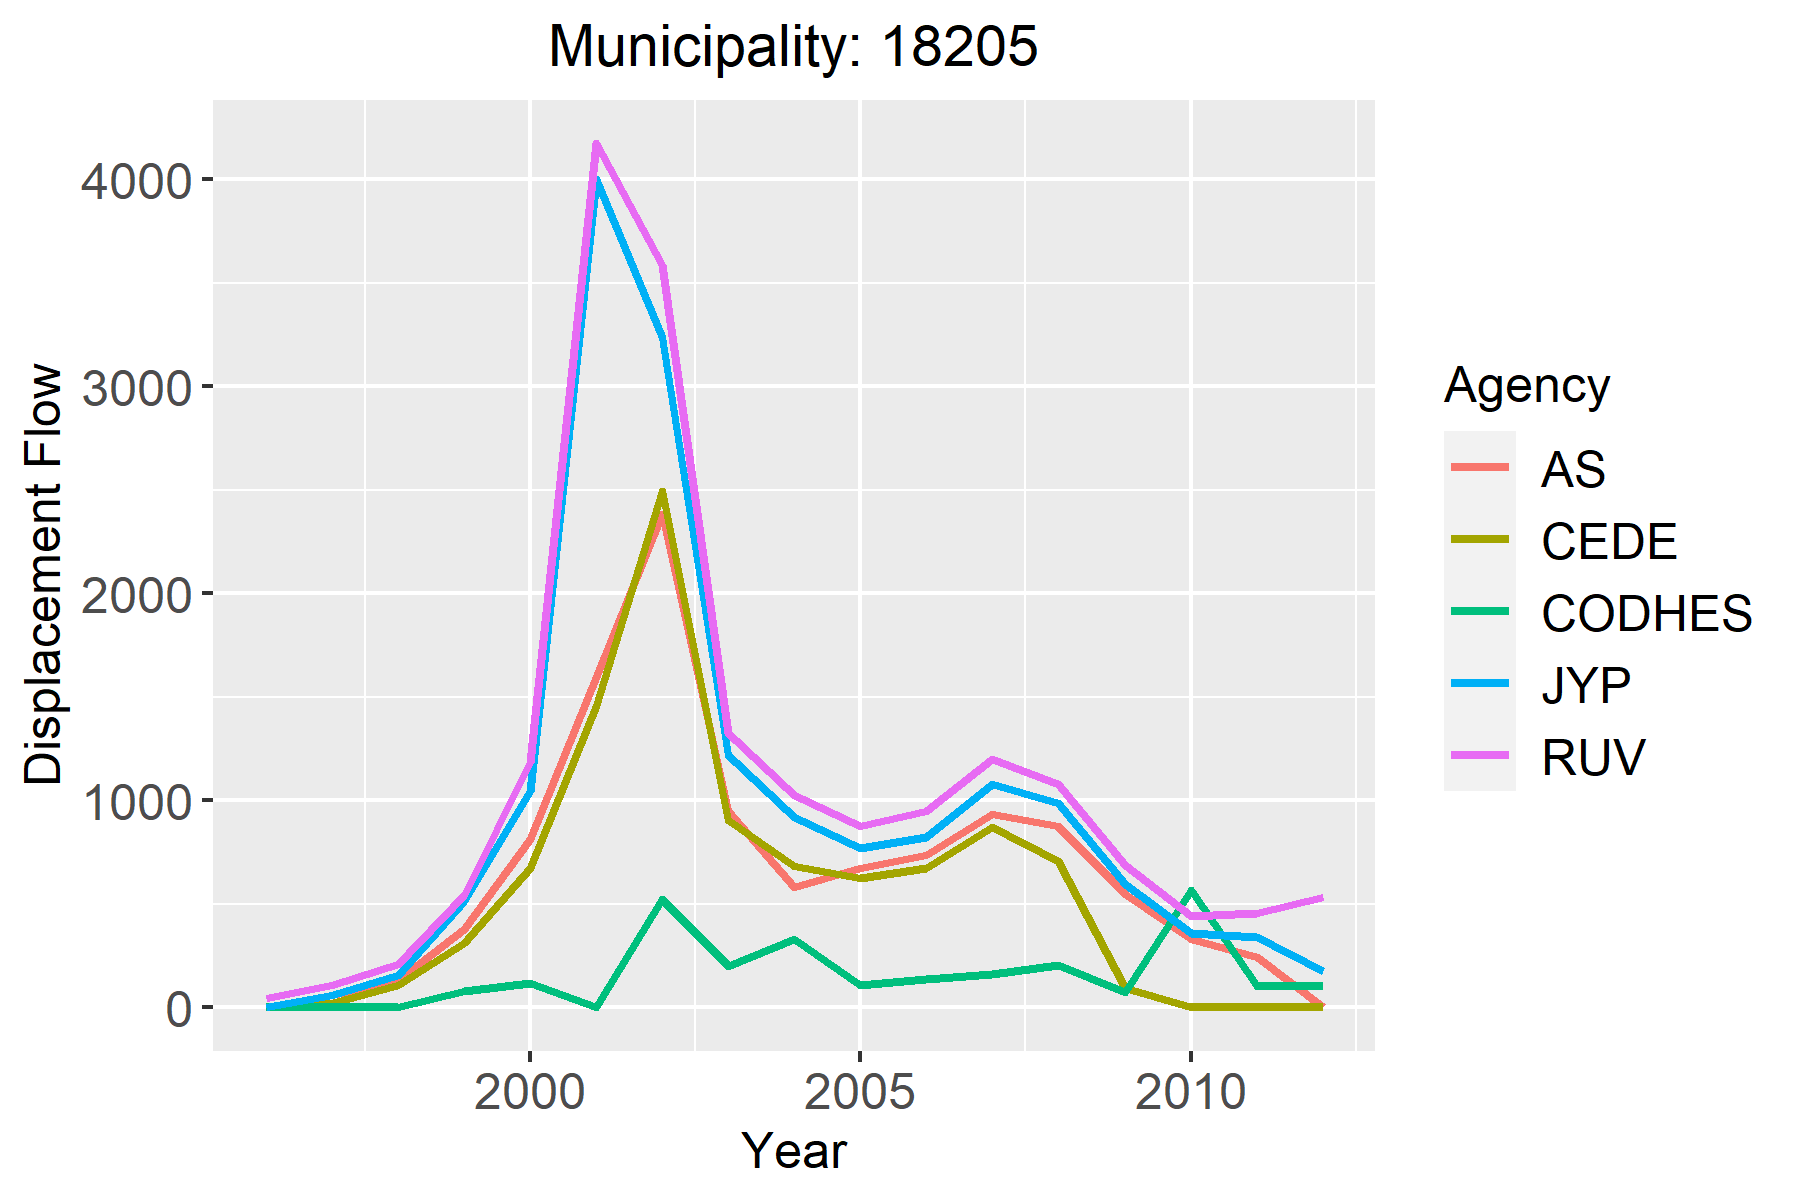 Municipality: 18205
Displacement Flow
4000
3000
2000
1000
0
2000 2005 2010
Year
Agency
AS
CEDE
CODHES
JYP
RUV